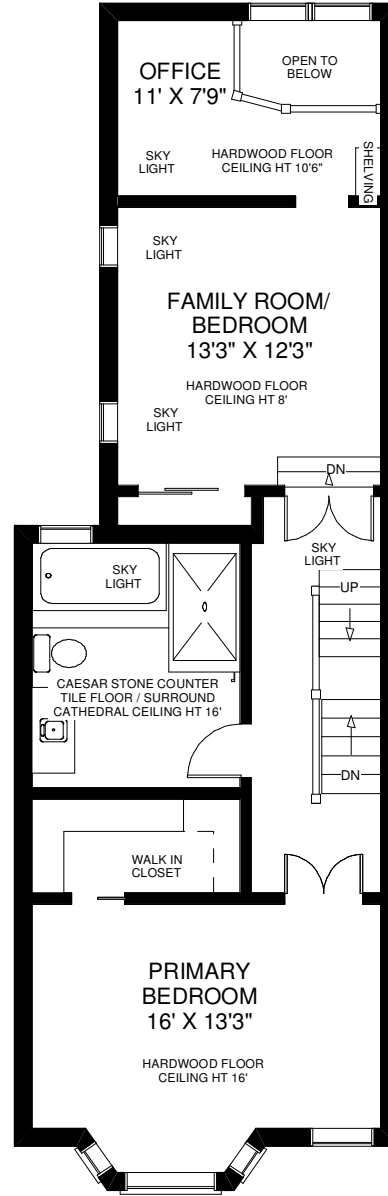 OFFICE
11' X 7'9"
OPEN TO
BELOW
SKY
LIGHT
HARDWOOD FLOOR
CEILING HT 10'6"
SHELVING
SKY
LIGHT
FAMILY ROOM/
BEDROOM
13'3" X 12'3"
HARDWOOD FLOOR
CEILING HT 8'
SKY
LIGHT
DN
SKY
LIGHT
SKY
LIGHT
UP
CAESAR STONE COUNTER
TILE FLOOR / SURROUND
CATHEDRAL CEILING HT 16'
DN
WALK IN
CLOSET
PRIMARY
BEDROOM
16' X 13'3"
HARDWOOD FLOOR
CEILING HT 16'